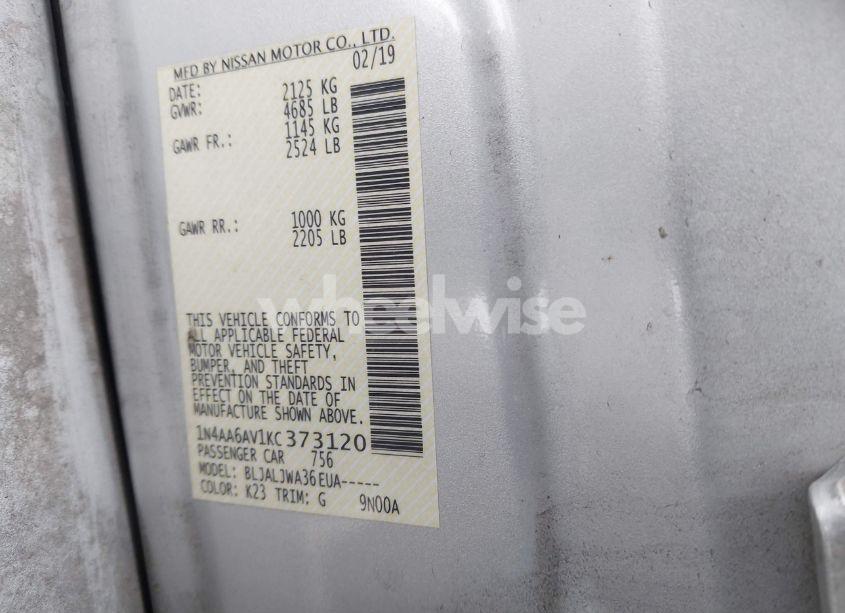 MFD BY NISSAN MOTOR CO., LTD.
DATE: 02/19
GVWR: 2125 KG
4685 LB
GAWR FR.: 1145 KG
2524 LB
GAWR RR.: 1000 KG
2205 LB
THIS VEHICLE CONFORMS TO
ALL APPLICABLE FEDERAL
MOTOR VEHICLE SAFETY,
BUMPER, AND THEFT
PREVENTION STANDARDS IN
EFFECT ON THE DATE OF
MANUFACTURE SHOWN ABOVE.
1N4AA6AV1KC373120
PASSENGER CAR 756
MODEL: BLJALJWA36EUA-----
COLOR: K23 TRIM: G 9N00A
wheelwise